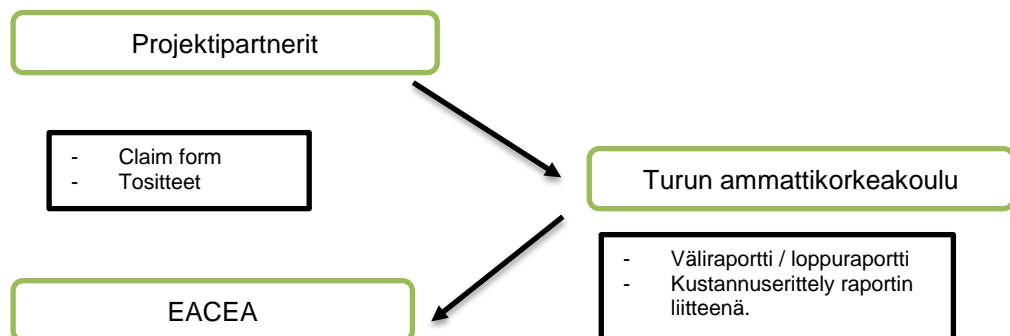 Projektipartnerit
- Claim form
- Tositteet
Turun ammattikorkeakoulu
- Väliraportti / loppuraportti
- Kustannuserittely raportin
liitteenä.
EACEA